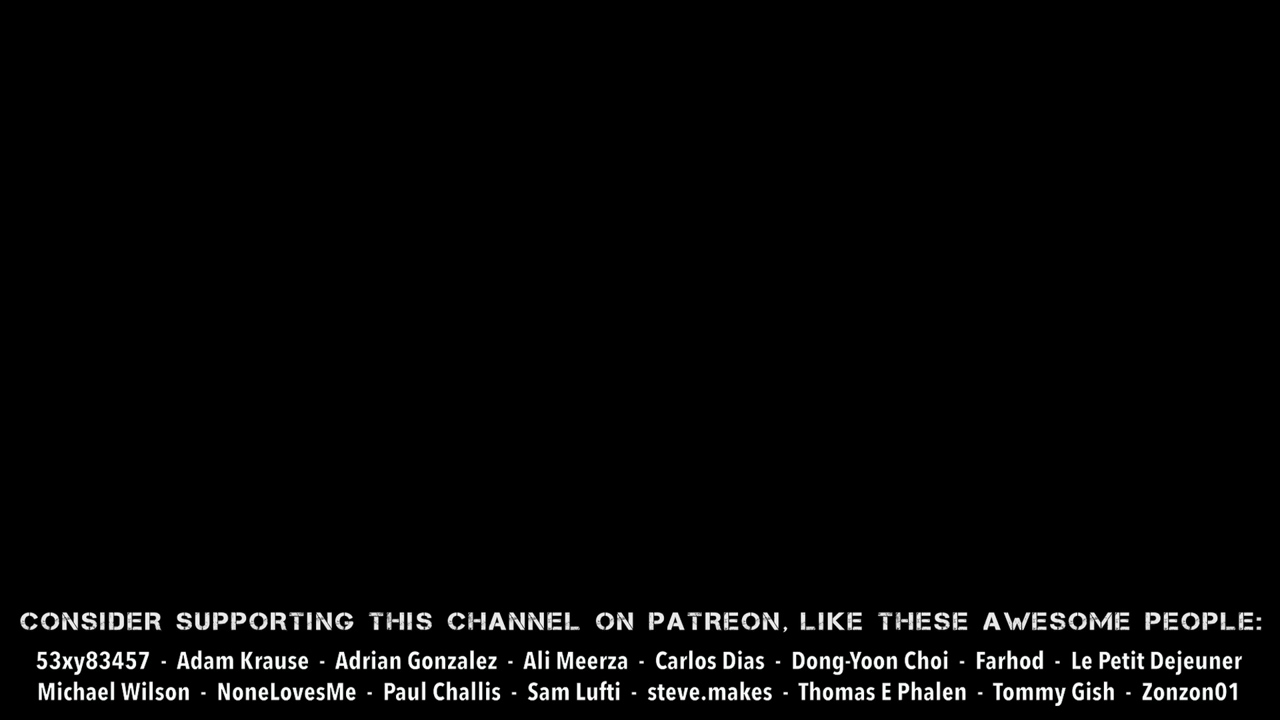 CONSIDER SUPPORTING THIS CHANNEL ON PATREON, LIKE THESE AWESOME PEOPLE:
53xy83457 - Adam Krause - Adrian Gonzalez - Ali Meerza - Carlos Dias - Dong-Yoon Choi - Farhod - Le Petit Dejeuner
Michael Wilson - NoneLovesMe - Paul Challis - Sam Lufti - steve.makes - Thomas E Phalen - Tommy Gish - Zonzon01